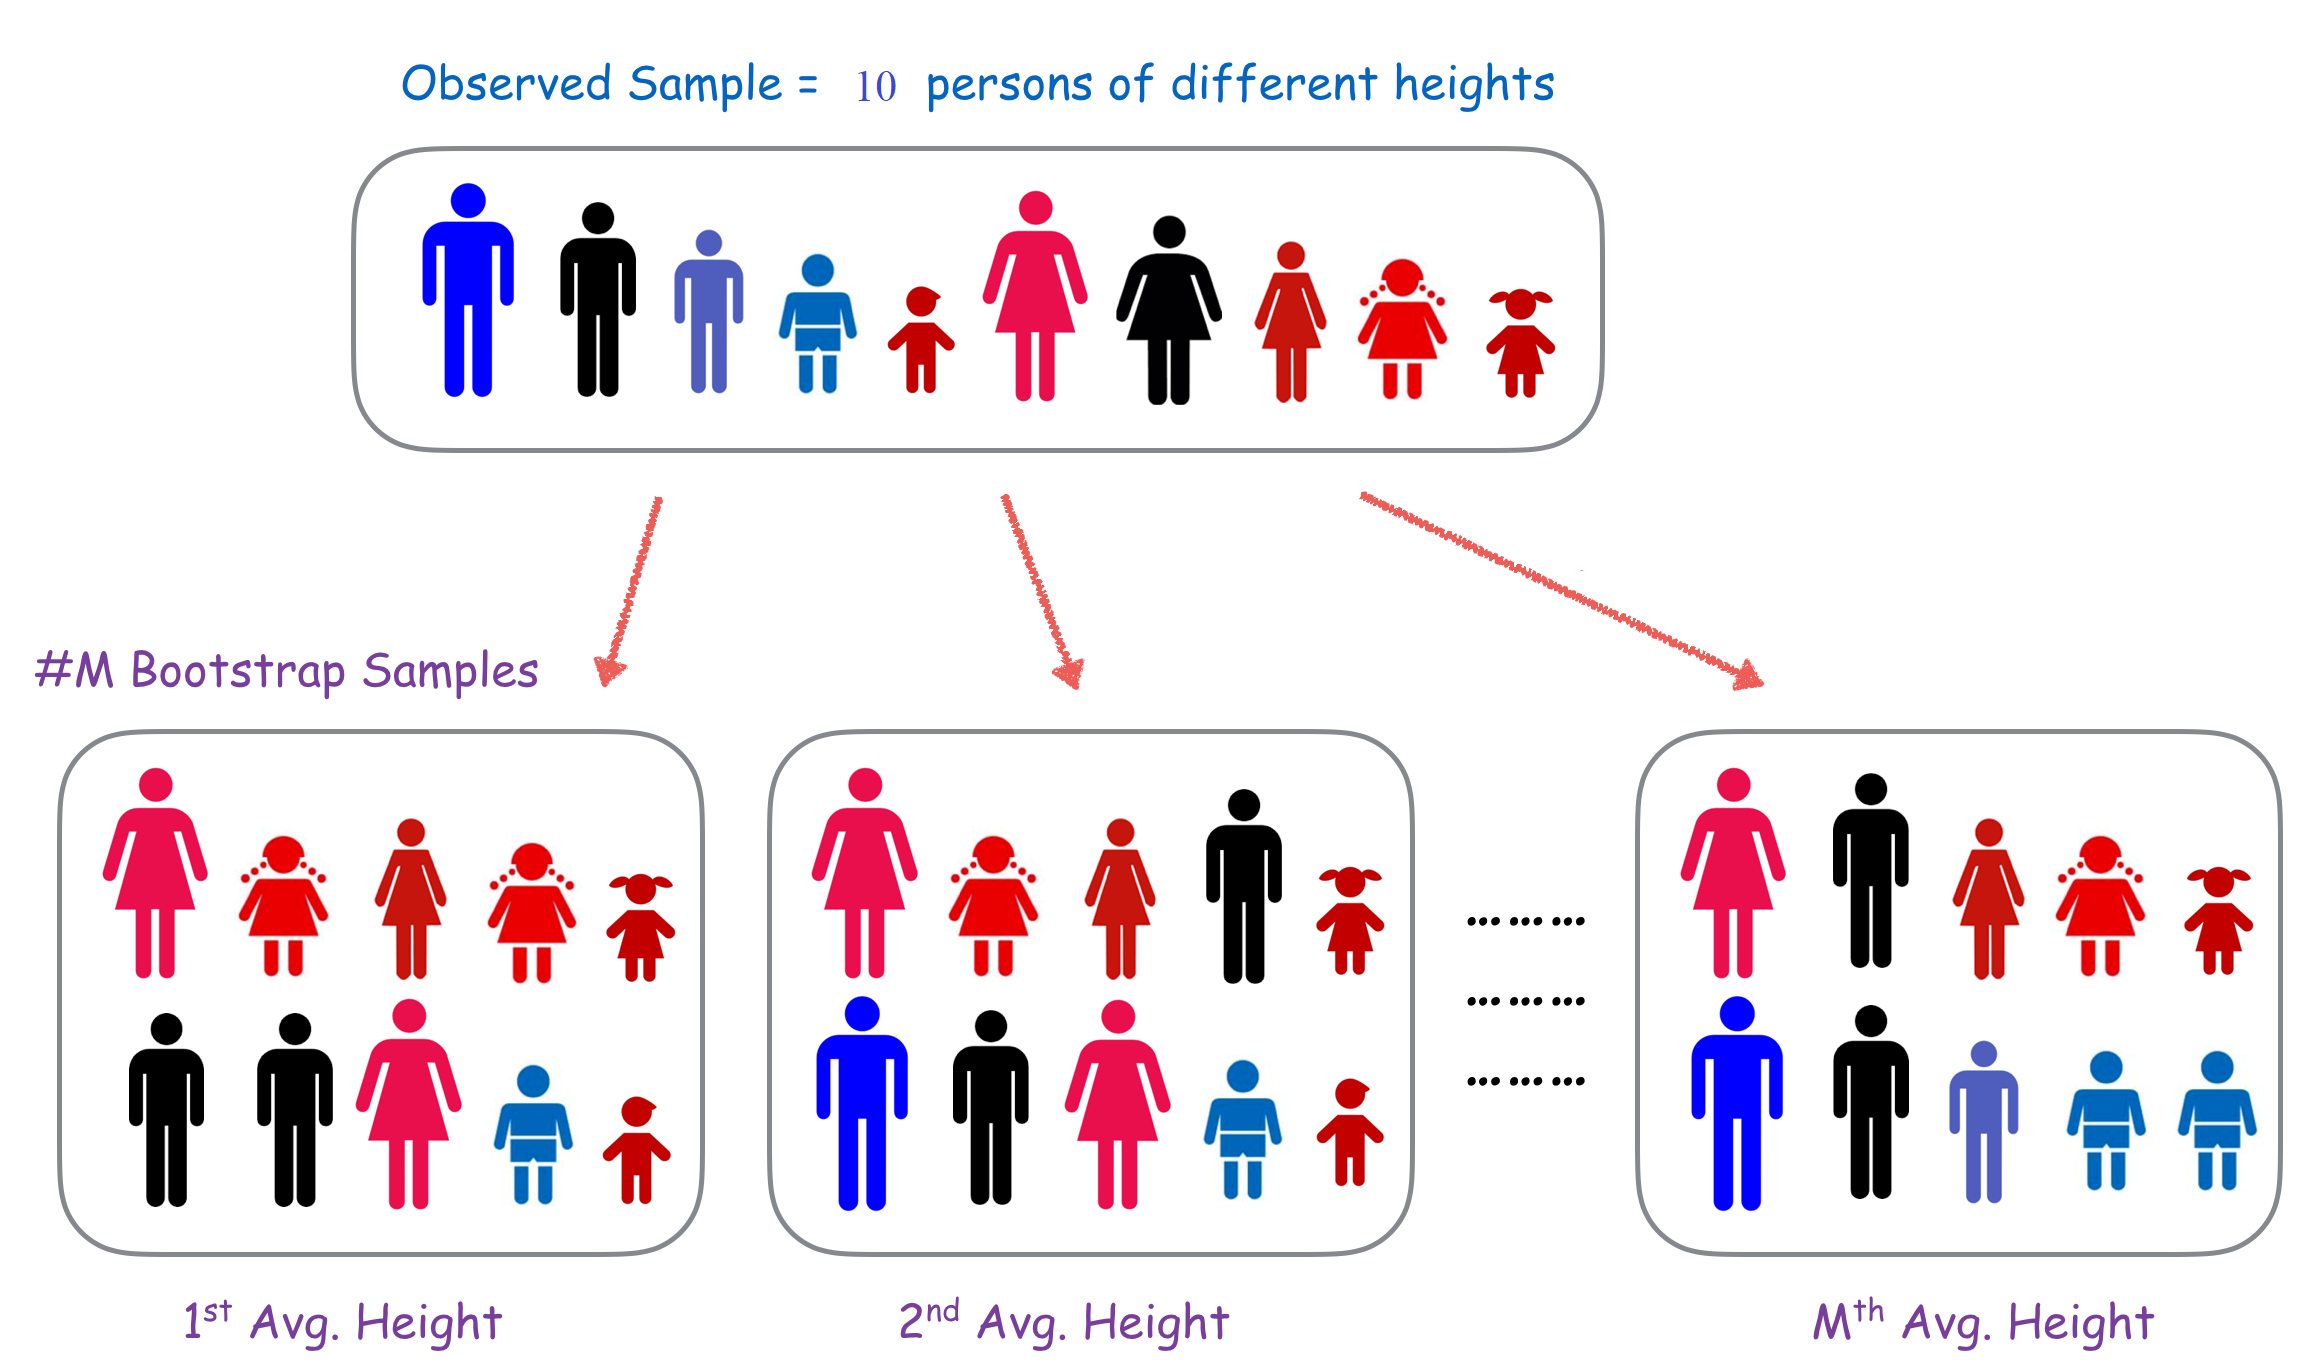 Observed Sample = 10 persons of different heights
#M Bootstrap Samples
……… 
………
………
1st Avg. Height
2nd Avg. Height
Mth Avg. Height